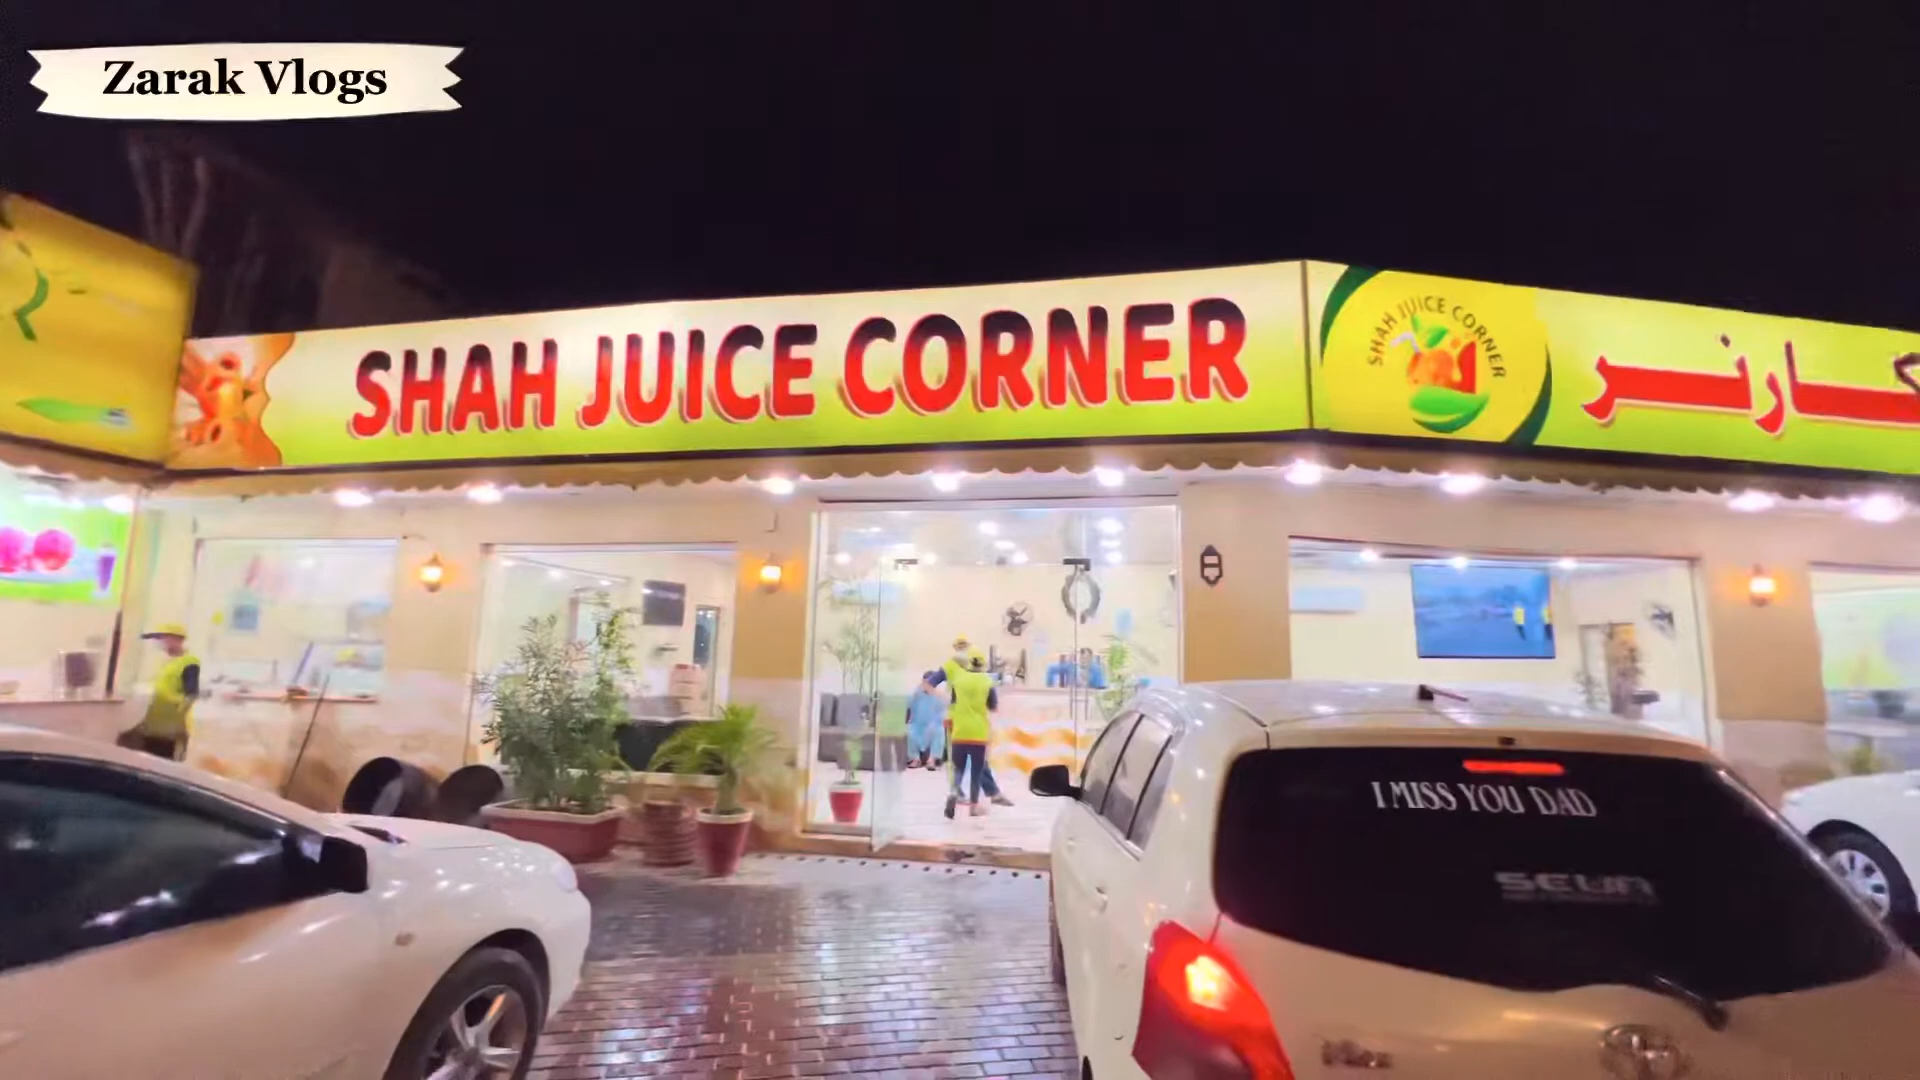 Zarak Vlogs
SHAH JUICE CORNER
SHAH JUICE CORNER
کارنر
I MISS YOU DAD